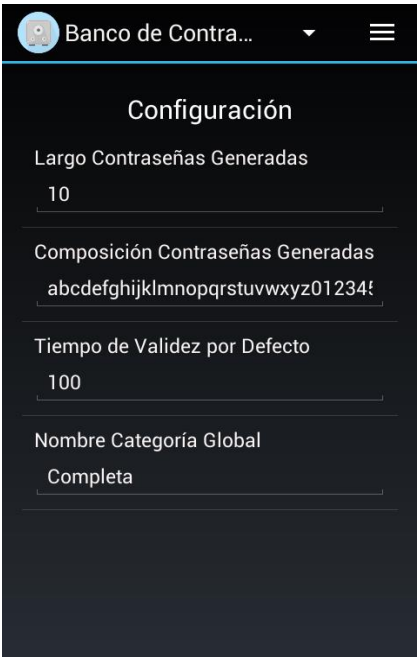 Banco de Contra...
Configuración
Largo Contraseñas Generadas
10
Composición Contraseñas Generadas
abcdefghijklmnopqrstuvwxyz012345
Tiempo de Validez por Defecto
100
Nombre Categoría Global
Completa